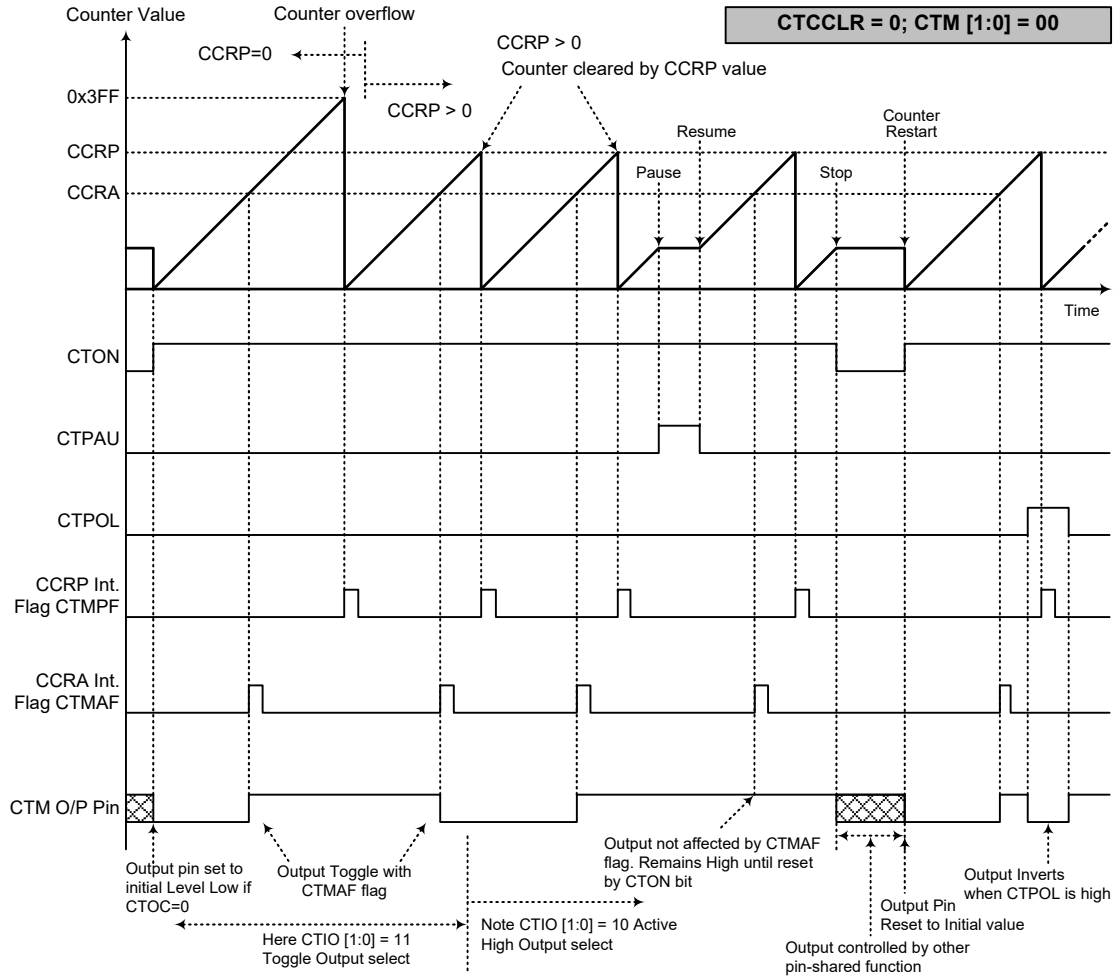 Counter Value
Counter overflow
CTCCLR = 0; CTM [1:0] = 00
CCRP=0
CCRP > 0
CCRP > 0
Counter cleared by CCRP value
0x3FF
CCRP
CCRA
Pause
Resume
Stop
Counter
Restart
Time
CTON
CTPAU
CTPOL
CCRP Int.
Flag CTMPF
CCRA Int.
Flag CTMAF
CTM O/P Pin
Output pin set to
initial Level Low if
CTOC=0
Output Toggle with
CTMAF flag
Here CTIO [1:0] = 11
Toggle Output select
Output not affected by CTMAF
flag. Remains High until reset
by CTON bit
Note CTIO [1:0] = 10 Active
High Output select
Output Inverts
when CTPOL is high
Output Pin
Reset to Initial value
Output controlled by other
pin-shared function